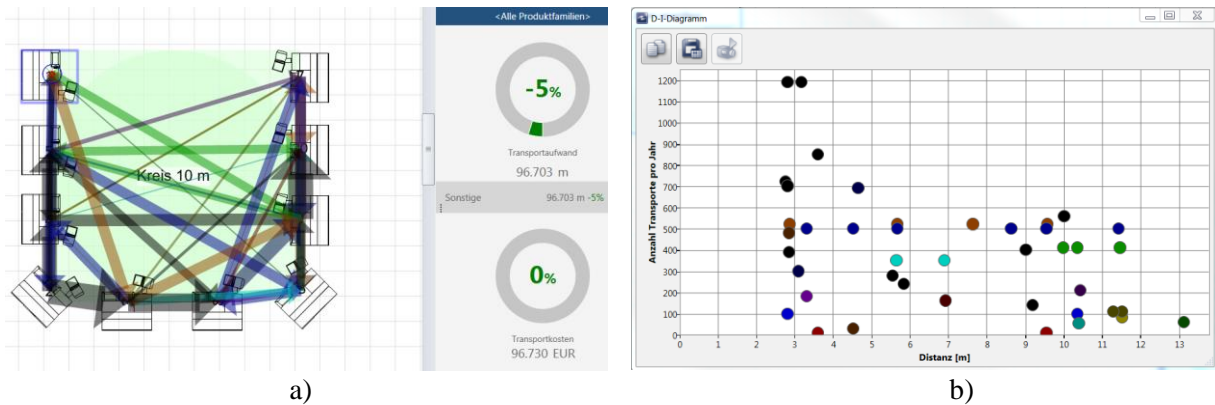 <Alle Produktfamilien>
-5%
Transportaufwand
96.703 m
Sonstige 96.703 m -5%
0%
Transportkosten
96.730 EUR
Kreis 10 m
a)
D-I-Diagramm
Anzahl Transporte pro Jahr
1200
1100
1000
900
800
700
600
500
400
300
200
100
0
0 1 2 3 4 5 6 7 8 9 10 11 12 13
Distanz [m]
b)